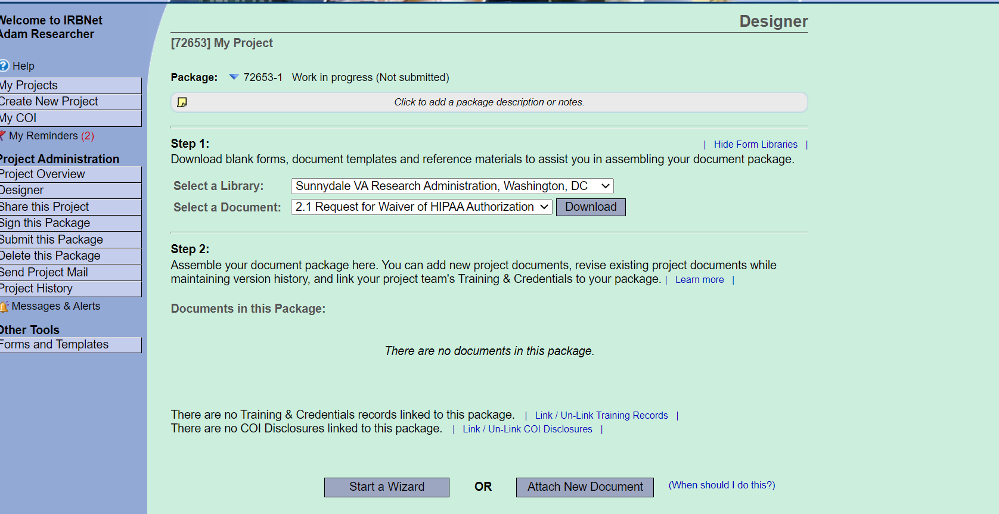 Welcome to IRBNet
Adam Researcher
Help
My Projects
Create New Project
My COI
My Reminders (2)
Project Administration
Project Overview
Designer
Share this Project
Sign this Package
Submit this Package
Delete this Package
Send Project Mail
Project History
Messages & Alerts
Other Tools
Forms and Templates
Designer
[72653] My Project
Package: 72653-1 Work in progress (Not submitted)
Click to add a package description or notes.
Step 1: | Hide Form Libraries |
Download blank forms, document templates and reference materials to assist you in assembling your document package.
Select a Library: Sunnydale VA Research Administration, Washington, DC
Select a Document: 2.1 Request for Waiver of HIPAA Authorization Download
Step 2:
Assemble your document package here. You can add new project documents, revise existing project documents while
maintaining version history, and link your project team's Training & Credentials to your package. | Learn more |
Documents in this Package:
There are no documents in this package.
There are no Training & Credentials records linked to this package. | Link / Un-Link Training Records |
There are no COI Disclosures linked to this package. | Link / Un-Link COI Disclosures |
Start a Wizard OR Attach New Document (When should I do this?)